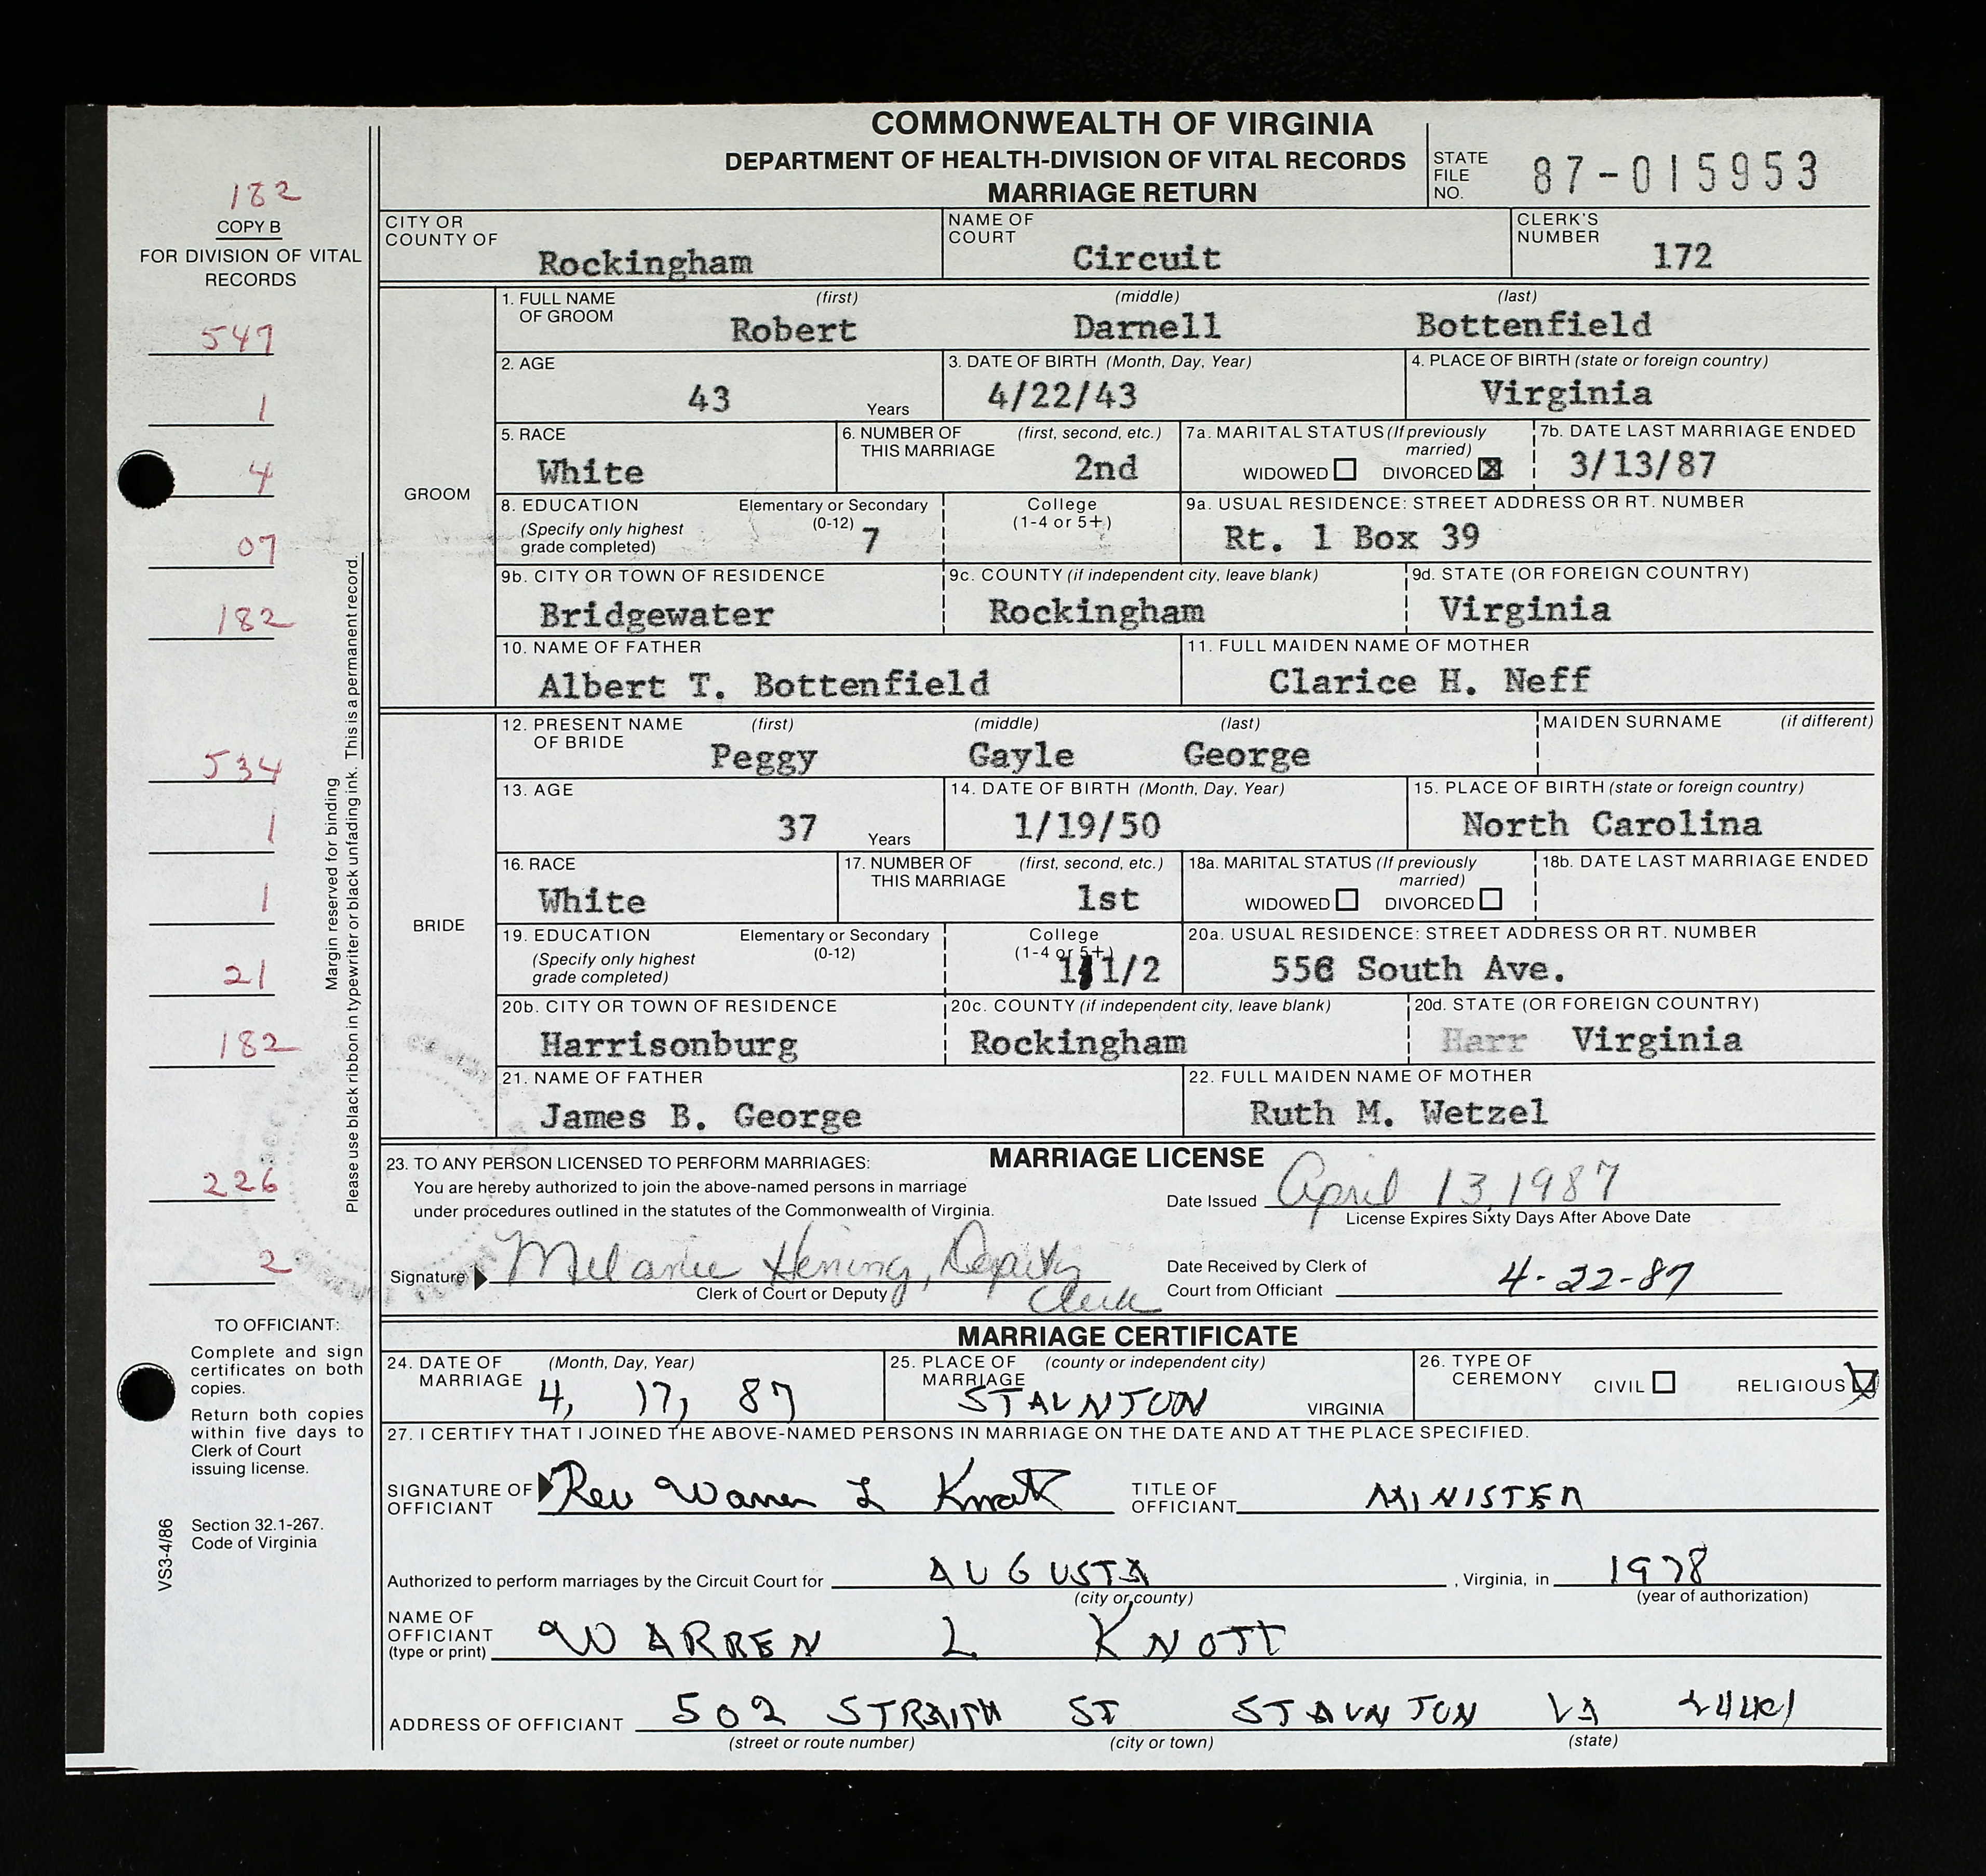 COMMONWEALTH OF VIRGINIA
DEPARTMENT OF HEALTH-DIVISION OF VITAL RECORDS
MARRIAGE RETURN
STATE FILE NO. 87-015953
182
COPY B
FOR DIVISION OF VITAL
RECORDS
CITY OR COUNTY OF Rockingham
NAME OF COURT Circuit
CLERK'S NUMBER 172
547
1
4
07
182
GROOM
1. FULL NAME OF GROOM (first) Robert (middle) Darnell (last) Bottenfield
2. AGE 43 Years
3. DATE OF BIRTH (Month, Day, Year) 4/22/43
4. PLACE OF BIRTH (state or foreign country) Virginia
5. RACE White
6. NUMBER OF THIS MARRIAGE (first, second, etc.) 2nd
7a. MARITAL STATUS (If previously married) WIDOWED DIVORCED X
7b. DATE LAST MARRIAGE ENDED 3/13/87
8. EDUCATION (Specify only highest grade completed) Elementary or Secondary (0-12) 7 College (1-4 or 5+)
9a. USUAL RESIDENCE: STREET ADDRESS OR RT. NUMBER Rt. 1 Box 39
9b. CITY OR TOWN OF RESIDENCE Bridgewater
9c. COUNTY (if independent city, leave blank) Rockingham
9d. STATE (OR FOREIGN COUNTRY) Virginia
10. NAME OF FATHER Albert T. Bottenfield
11. FULL MAIDEN NAME OF MOTHER Clarice H. Neff
534
1
1
21
182
226
2
Margin reserved for binding
Please use black ribbon in typewriter or black unfading ink. This is a permanent record.
BRIDE
12. PRESENT NAME OF BRIDE (first) Peggy (middle) Gayle (last) George
MAIDEN SURNAME (if different)
13. AGE 37 Years
14. DATE OF BIRTH (Month, Day, Year) 1/19/50
15. PLACE OF BIRTH (state or foreign country) North Carolina
16. RACE White
17. NUMBER OF THIS MARRIAGE (first, second, etc.) 1st
18a. MARITAL STATUS (If previously married) WIDOWED DIVORCED
18b. DATE LAST MARRIAGE ENDED
19. EDUCATION (Specify only highest grade completed) Elementary or Secondary (0-12) College (1-4 or 5+) 1 1/2
20a. USUAL RESIDENCE: STREET ADDRESS OR RT. NUMBER 556 South Ave.
20b. CITY OR TOWN OF RESIDENCE Harrisonburg
20c. COUNTY (if independent city, leave blank) Rockingham
20d. STATE (OR FOREIGN COUNTRY) Harr Virginia
21. NAME OF FATHER James B. George
22. FULL MAIDEN NAME OF MOTHER Ruth M. Wetzel
MARRIAGE LICENSE
23. TO ANY PERSON LICENSED TO PERFORM MARRIAGES:
You are hereby authorized to join the above-named persons in marriage
under procedures outlined in the statutes of the Commonwealth of Virginia.
Date Issued April 13, 1987
License Expires Sixty Days After Above Date
Signature Melanie Hening, Deputy Clerk
Clerk of Court or Deputy
Date Received by Clerk of Court from Officiant 4-22-87
MARRIAGE CERTIFICATE
24. DATE OF MARRIAGE (Month, Day, Year) 4, 17, 87
25. PLACE OF MARRIAGE (county or independent city) STAUNTON VIRGINIA
26. TYPE OF CEREMONY CIVIL RELIGIOUS
27. I CERTIFY THAT I JOINED THE ABOVE-NAMED PERSONS IN MARRIAGE ON THE DATE AND AT THE PLACE SPECIFIED.
SIGNATURE OF OFFICIANT Rev Warren L Knott
TITLE OF OFFICIANT MINISTER
Authorized to perform marriages by the Circuit Court for AUGUSTA , Virginia, in 1978
(city or county) (year of authorization)
NAME OF OFFICIANT (type or print) WARREN L KNOTT
ADDRESS OF OFFICIANT 502 STRAITH ST STAUNTON VA 24401
(street or route number) (city or town) (state)
TO OFFICIANT:
Complete and sign
certificates on both
copies.
Return both copies
within five days to
Clerk of Court
issuing license.
Section 32.1-267.
Code of Virginia
VS3-4/86